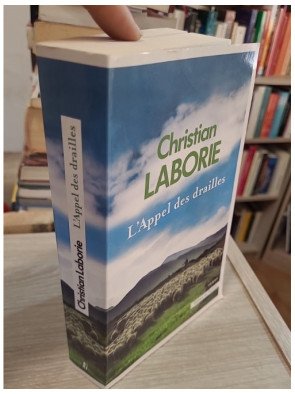 Christian
LABORIE
L'Appel des drailles
Christian Laborie L'Appel des drailles